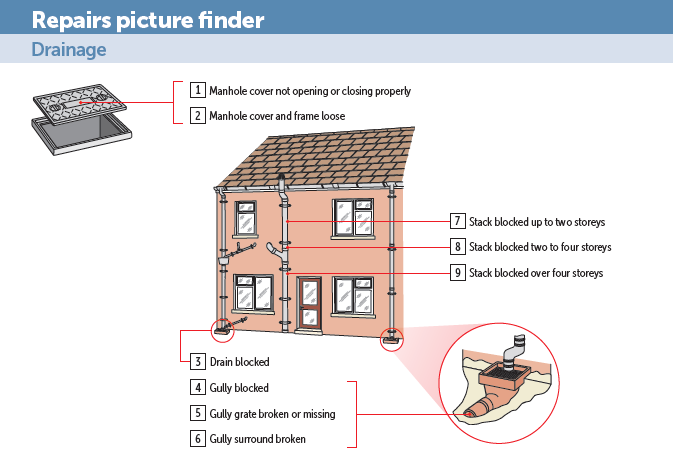 Repairs picture finder
Drainage
1 Manhole cover not opening or closing properly
2 Manhole cover and frame loose
7 Stack blocked up to two storeys
8 Stack blocked two to four storeys
9 Stack blocked over four storeys
3 Drain blocked
4 Gully blocked
5 Gully grate broken or missing
6 Gully surround broken